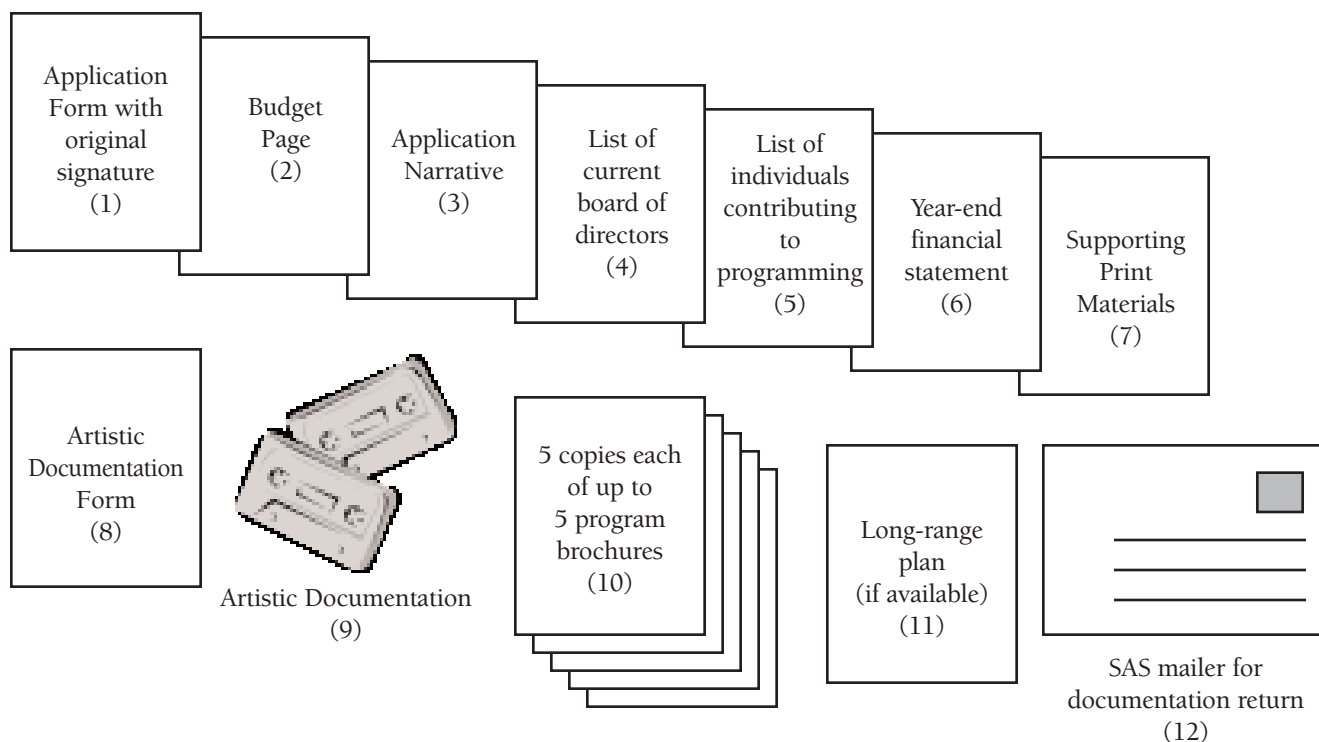 Application
Form with
original
signature
(1)
Budget
Page
(2)
Application
Narrative
(3)
List of
current
board of
directors
(4)
List of
individuals
contributing
to
programming
(5)
Year-end
financial
statement
(6)
Supporting
Print
Materials
(7)
Artistic
Documentation
Form
(8)
Artistic Documentation
(9)
5 copies each
of up to
5 program
brochures
(10)
Long-range
plan
(if available)
(11)
SAS mailer for
documentation return
(12)